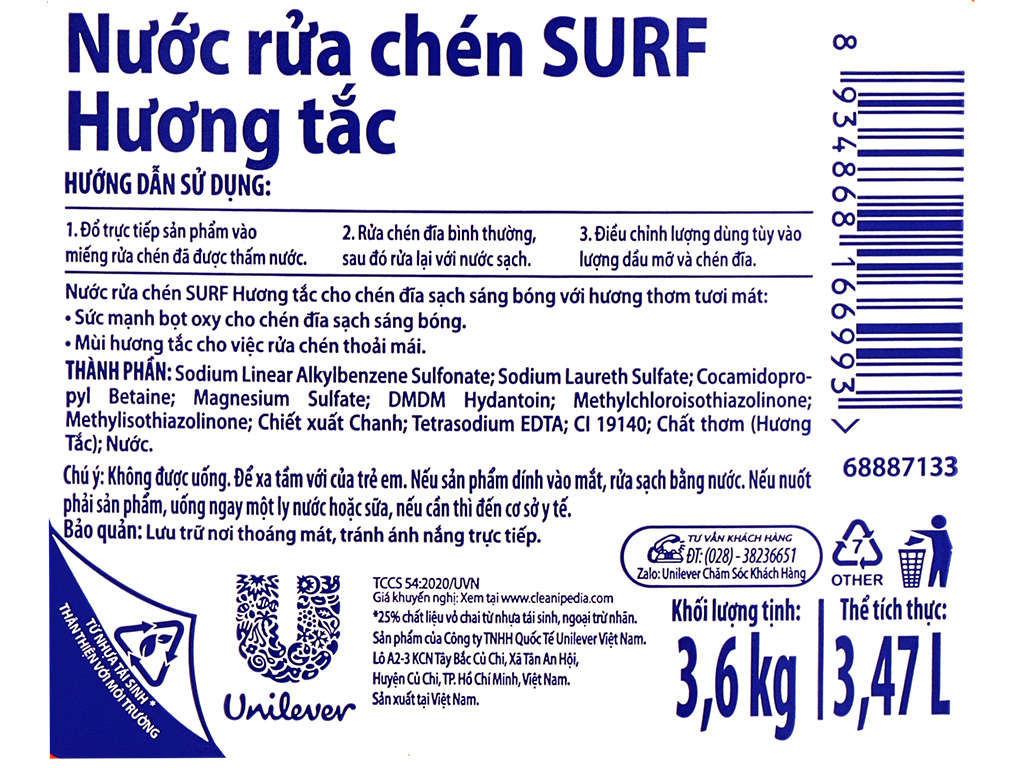 Nước rửa chén SURF
Hương tắc
HƯỚNG DẪN SỬ DỤNG:
1. Đổ trực tiếp sản phẩm vào
miếng rửa chén đã được thấm nước.
2. Rửa chén đĩa bình thường,
sau đó rửa lại với nước sạch.
3. Điều chỉnh lượng dùng tùy vào
lượng dầu mỡ và chén đĩa.
Nước rửa chén SURF Hương tắc cho chén đĩa sạch sáng bóng với hương thơm tươi mát:
• Sức mạnh bọt oxy cho chén đĩa sạch sáng bóng.
• Mùi hương tắc cho việc rửa chén thoải mái.
THÀNH PHẦN: Sodium Linear Alkylbenzene Sulfonate; Sodium Laureth Sulfate; Cocamidopro-
pyl Betaine; Magnesium Sulfate; DMDM Hydantoin; Methylchloroisothiazolinone;
Methylisothiazolinone; Chiết xuất Chanh; Tetrasodium EDTA; CI 19140; Chất thơm (Hương
Tắc); Nước.
Chú ý: Không được uống. Để xa tầm với của trẻ em. Nếu sản phẩm dính vào mắt, rửa sạch bằng nước. Nếu nuốt
phải sản phẩm, uống ngay một ly nước hoặc sữa, nếu cần thì đến cơ sở y tế.
Bảo quản: Lưu trữ nơi thoáng mát, tránh ánh nắng trực tiếp.
8 934868 166993
68887133
TƯ VẤN KHÁCH HÀNG
ĐT: (028) - 38236651
Zalo: Unilever Chăm Sóc Khách Hàng
7
OTHER
TỪ NHỰA TÁI SINH*
THÂN THIỆN VỚI MÔI TRƯỜNG
Unilever
TCCS 54:2020/UVN
Giá khuyến nghị: Xem tại www.cleanipedia.com
*25% chất liệu vỏ chai từ nhựa tái sinh, ngoại trừ nhãn.
Sản phẩm của Công ty TNHH Quốc Tế Unilever Việt Nam.
Lô A2-3 KCN Tây Bắc Củ Chi, Xã Tân An Hội,
Huyện Củ Chi, TP. Hồ Chí Minh, Việt Nam.
Sản xuất tại Việt Nam.
Khối lượng tịnh:
3,6 kg
Thể tích thực:
3,47 L